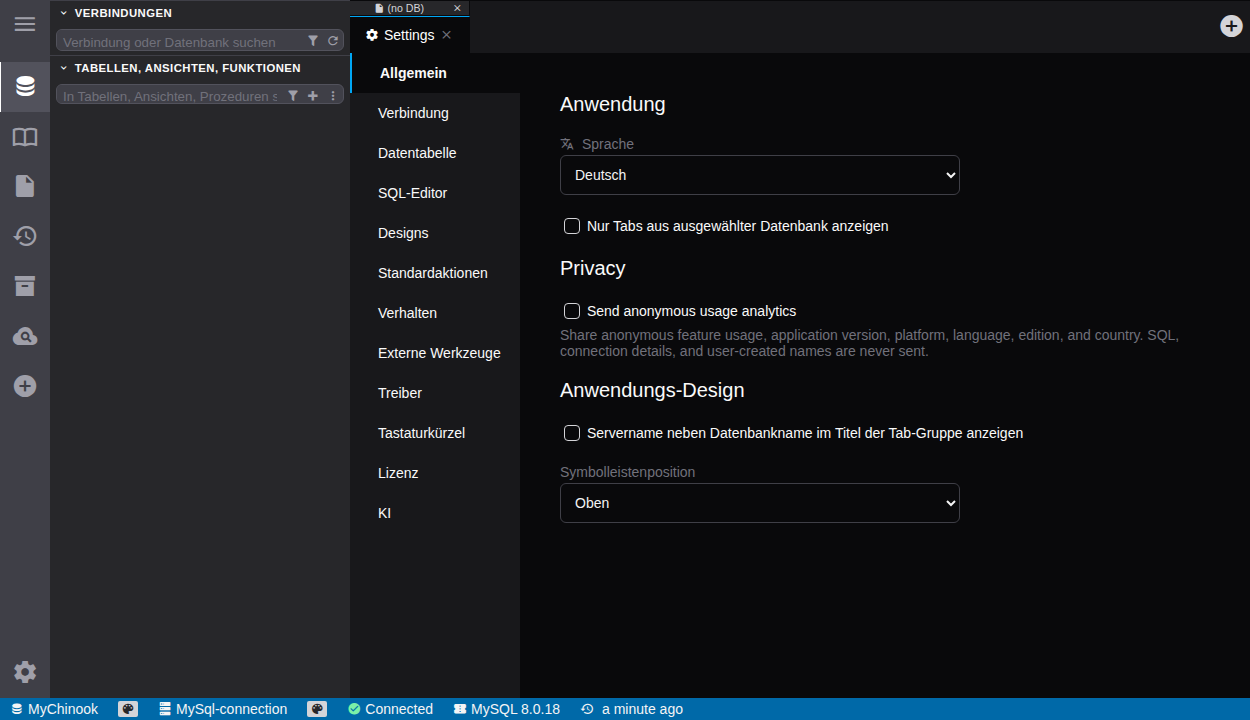 VERBINDUNGEN
Verbindung oder Datenbank suchen
TABELLEN, ANSICHTEN, FUNKTIONEN
In Tabellen, Ansichten, Prozeduren s
(no DB)
Settings
Allgemein
Verbindung
Datentabelle
SQL-Editor
Designs
Standardaktionen
Verhalten
Externe Werkzeuge
Treiber
Tastaturkürzel
Lizenz
KI
Anwendung
Sprache
Deutsch
Nur Tabs aus ausgewählter Datenbank anzeigen
Privacy
Send anonymous usage analytics
Share anonymous feature usage, application version, platform, language, edition, and country. SQL,
connection details, and user-created names are never sent.
Anwendungs-Design
Servername neben Datenbankname im Titel der Tab-Gruppe anzeigen
Symbolleistenposition
Oben
MyChinook MySql-connection Connected MySQL 8.0.18 a minute ago